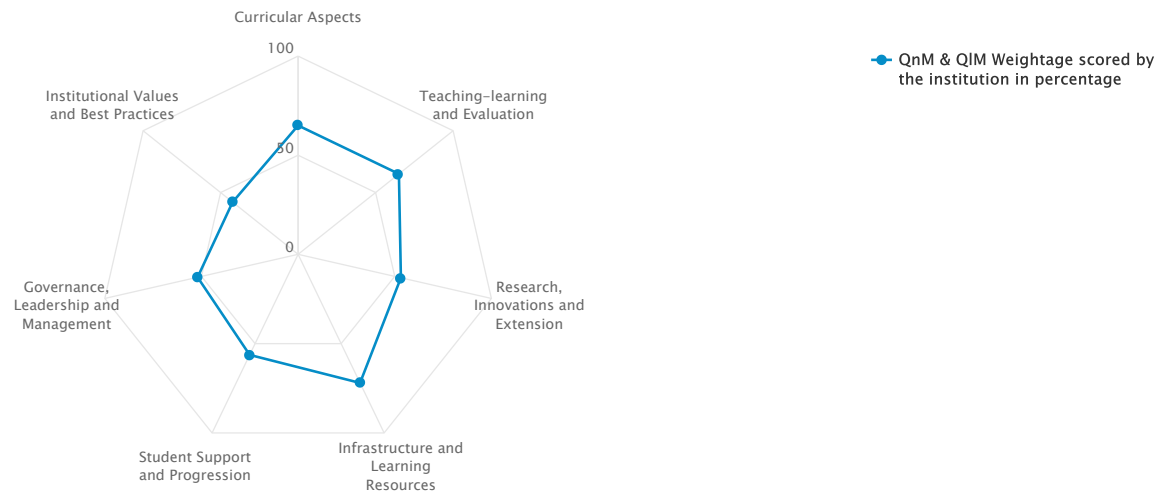 Curricular Aspects
100
Teaching-learning
and Evaluation
Institutional Values
and Best Practices
50
0
Research,
Innovations and
Extension
Governance,
Leadership and
Management
Infrastructure and
Learning
Resources
Student Support
and Progression
QnM & QlM Weightage scored by
the institution in percentage